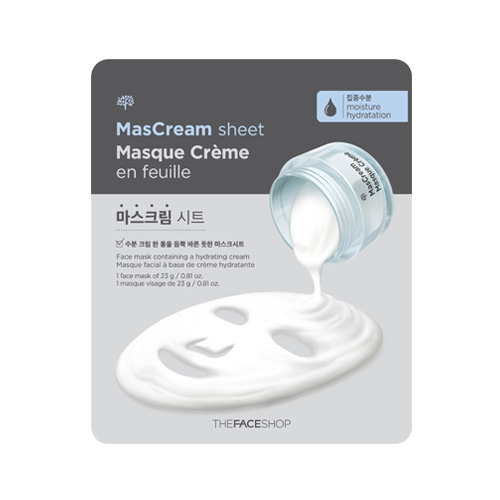 집중수분
moisture
hydratation
MasCream sheet
Masque Crème
en feuille
마스크림 시트
MasCream
Masque Crème
수분 크림 한 통을 듬뿍 바른 듯한 마스크시트
Face mask containing a hydrating cream
Masque facial à base de crème hydratante
1 face mask of 23 g / 0.81 oz.
1 masque visage de 23 g / 0.81 oz.
THEFACESHOP